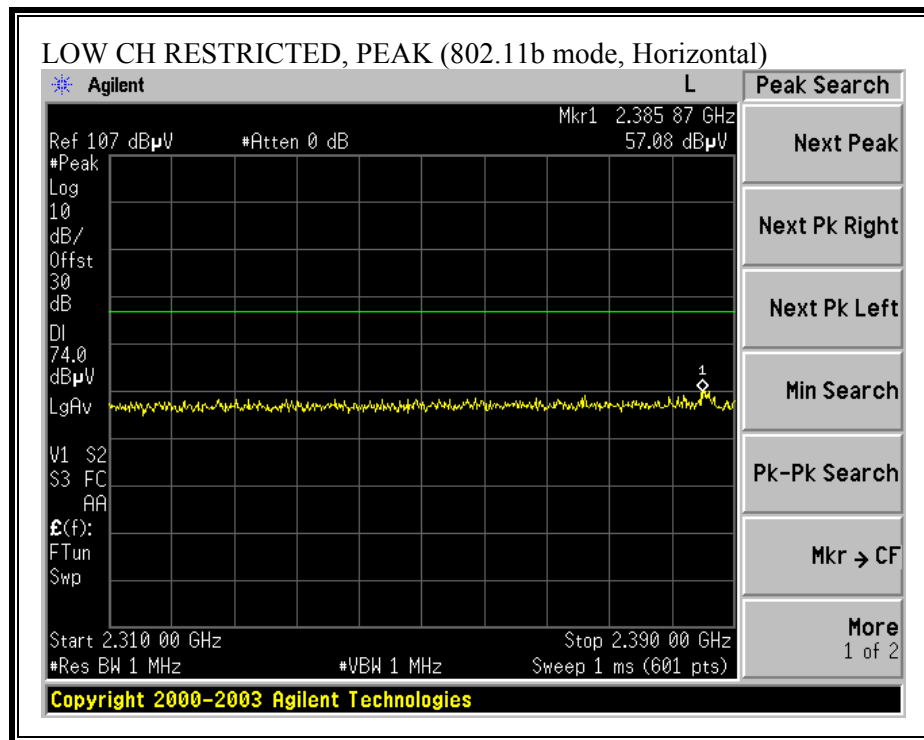 LOW CH RESTRICTED, PEAK (802.11b mode, Horizontal)
Agilent L Peak Search
Mkr1 2.385 87 GHz
Ref 107 dBµV #Atten 0 dB 57.08 dBµV
#Peak
Log
10
dB/
Offst
30
dB
DI
74.0
dBµV
LgAv
1
V1 S2
S3 FC
AA
£(f):
FTun
Swp
Start 2.310 00 GHz Stop 2.390 00 GHz
#Res BW 1 MHz #VBW 1 MHz Sweep 1 ms (601 pts)
Next Peak
Next Pk Right
Next Pk Left
Min Search
Pk-Pk Search
Mkr → CF
More
1 of 2
Copyright 2000-2003 Agilent Technologies